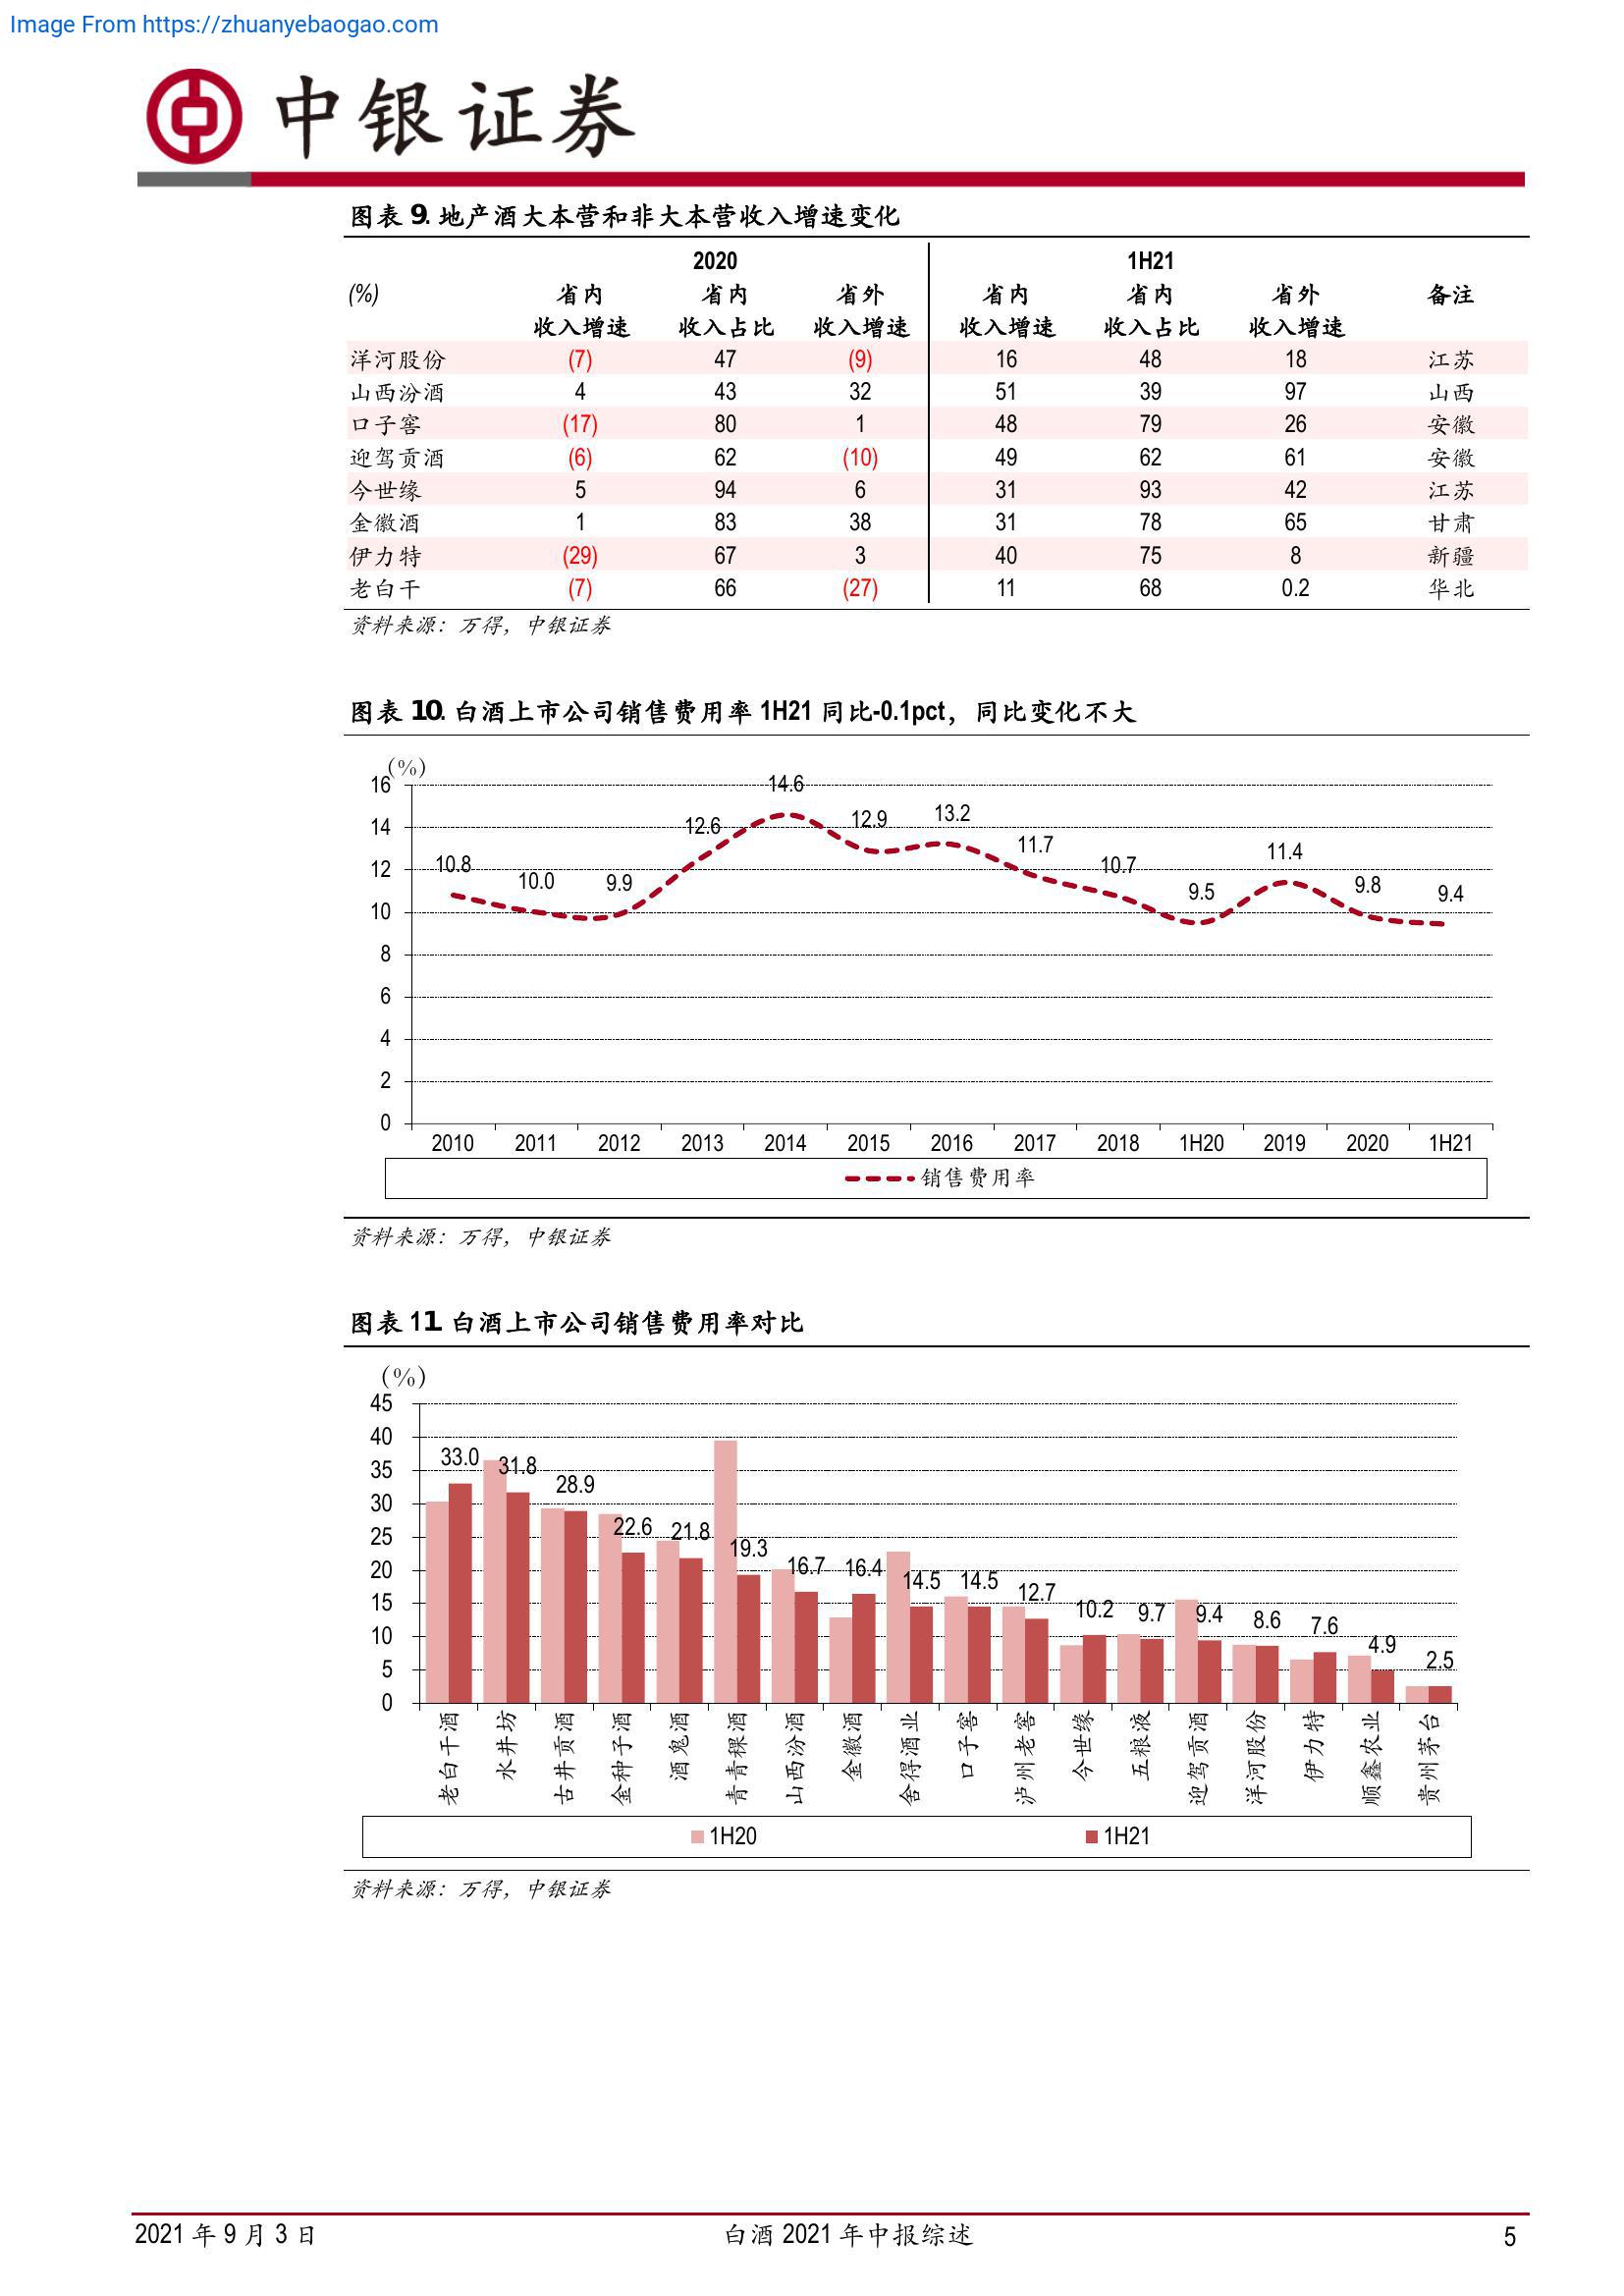 Image From https://zhuanyebaogao.com
中银证券
图表 9. 地产酒大本营和非大本营收入增速变化
2020 1H21
(%) 省内 省内 省外 省内 省内 省外 备注
收入增速 收入占比 收入增速 收入增速 收入占比 收入增速
洋河股份 (7) 47 (9) 16 48 18 江苏
山西汾酒 4 43 32 51 39 97 山西
口子窖 (17) 80 1 48 79 26 安徽
迎驾贡酒 (6) 62 (10) 49 62 61 安徽
今世缘 5 94 6 31 93 42 江苏
金徽酒 1 83 38 31 78 65 甘肃
伊力特 (29) 67 3 40 75 8 新疆
老白干 (7) 66 (27) 11 68 0.2 华北
资料来源：万得，中银证券
图表 10. 白酒上市公司销售费用率 1H21 同比-0.1pct，同比变化不大
(%)
16
14
12
10
8
6
4
2
0
10.8 10.0 9.9 12.6 14.6 12.9 13.2 11.7 10.7 9.5 11.4 9.8 9.4
2010 2011 2012 2013 2014 2015 2016 2017 2018 1H20 2019 2020 1H21
销售费用率
资料来源：万得，中银证券
图表 11. 白酒上市公司销售费用率对比
(%)
45
40
35
30
25
20
15
10
5
0
33.0 31.8 28.9 22.6 21.8 19.3 16.7 16.4 14.5 14.5 12.7 10.2 9.7 9.4 8.6 7.6 4.9 2.5
老白干酒 水井坊 古井贡酒 金种子酒 酒鬼酒 青青稞酒 山西汾酒 金徽酒 舍得酒业 口子窖 泸州老窖 今世缘 五粮液 迎驾贡酒 洋河股份 伊力特 顺鑫农业 贵州茅台
1H20 1H21
资料来源：万得，中银证券
2021 年 9 月 3 日 白酒 2021 年中报综述 5